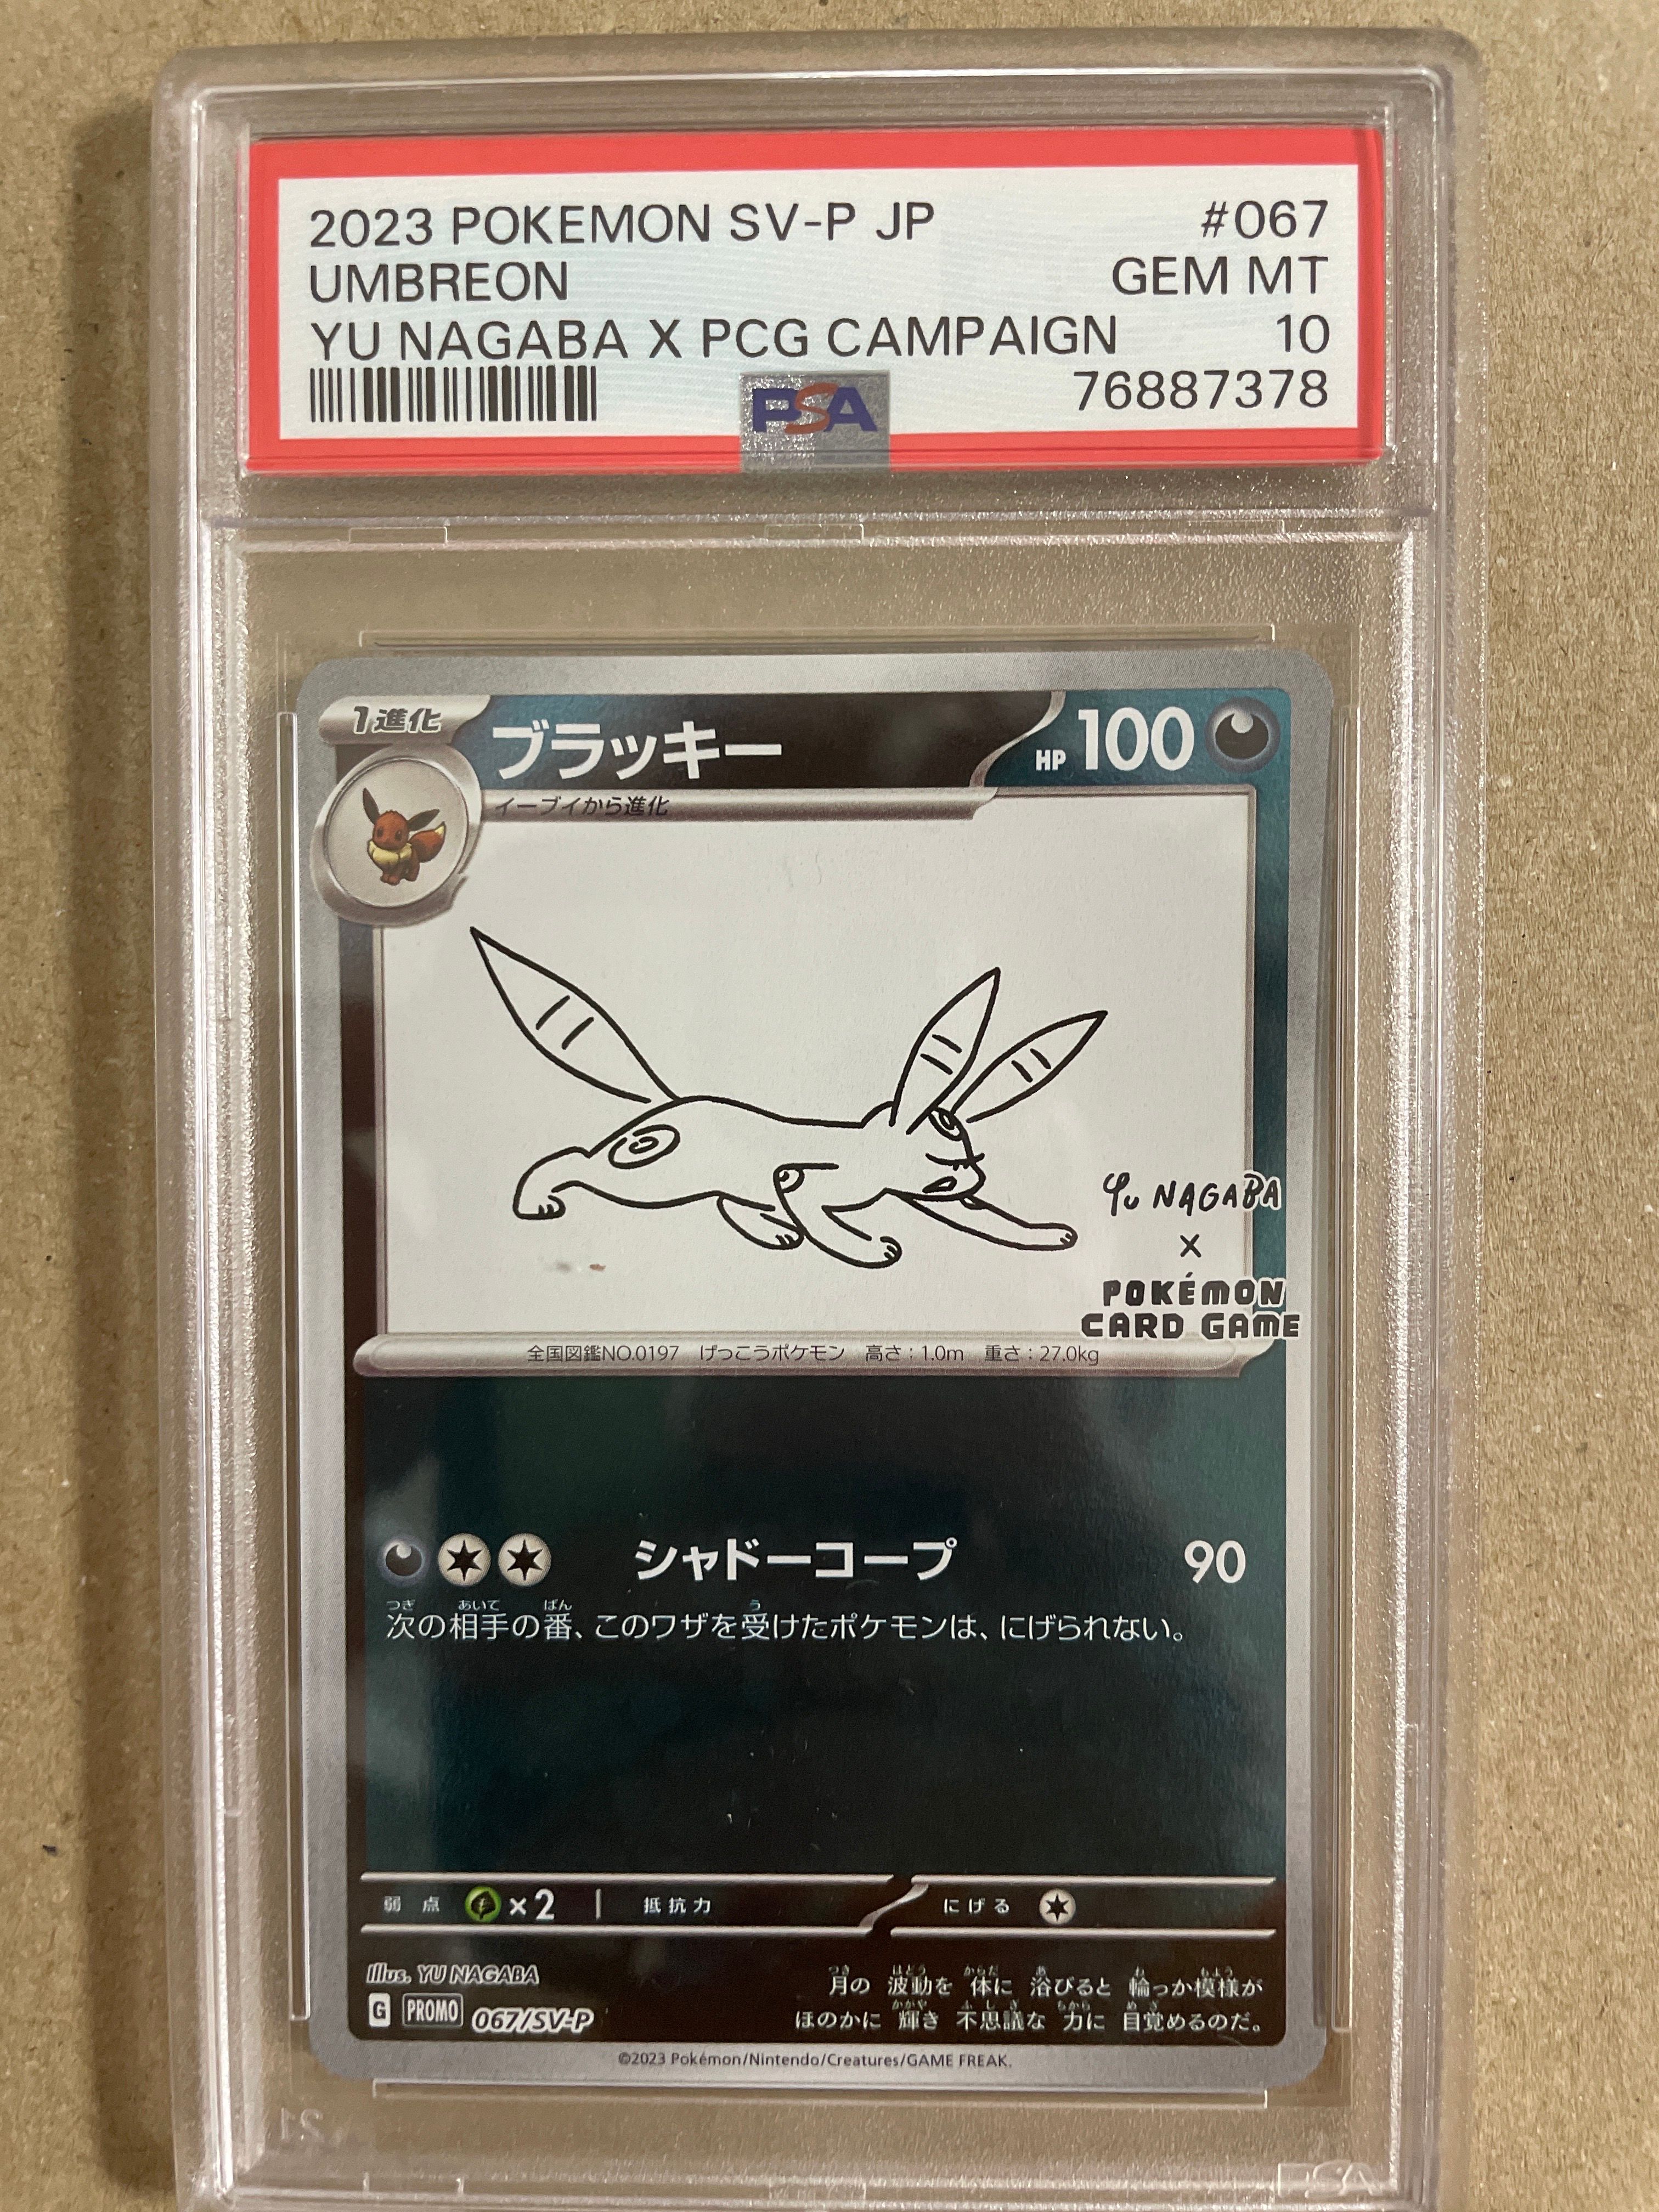 2023 POKEMON SV-P JP #067
UMBREON GEM MT
YU NAGABA X PCG CAMPAIGN 10
76887378
PSA
1進化 ブラッキー HP 100
イーブイから進化
YU NAGABA
×
POKÉMON
CARD GAME
全国図鑑NO.0197 げっこうポケモン 高さ:1.0m 重さ:27.0kg
シャドーコープ 90
次の相手の番、このワザを受けたポケモンは、にげられない。
弱点 ×2 抵抗力 にげる
Illus. YU NAGABA
G PROMO 067/SV-P
月の波動を体に浴びると輪っか模様が
ほのかに輝き不思議な力に目覚めるのだ。
©2023 Pokémon/Nintendo/Creatures/GAME FREAK.
PSA